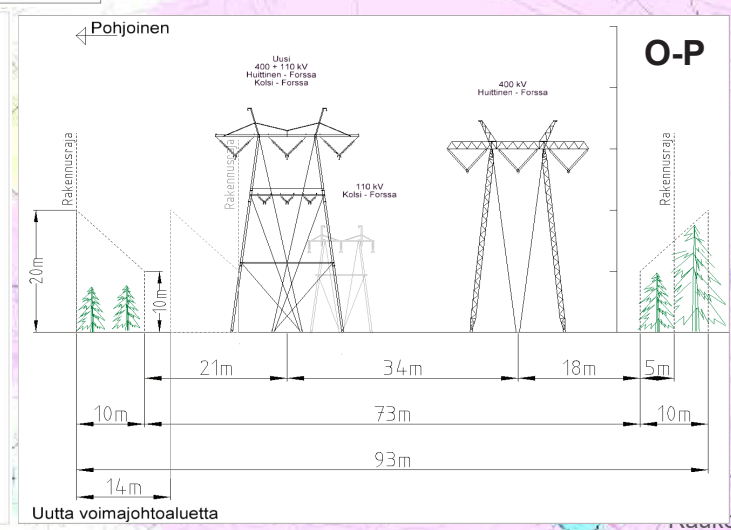 Pohjoinen
O-P
Uusi
400 + 110 kV
Huittinen - Forssa
Kolsi - Forssa
400 kV
Huittinen - Forssa
Rakennusraja
Rakennusraja
Rakennusraja
110 kV
Kolsi - Forssa
20m
10m
21m
34m
18m
5m
10m
73m
10m
93m
14m
Uutta voimajohtoaluetta